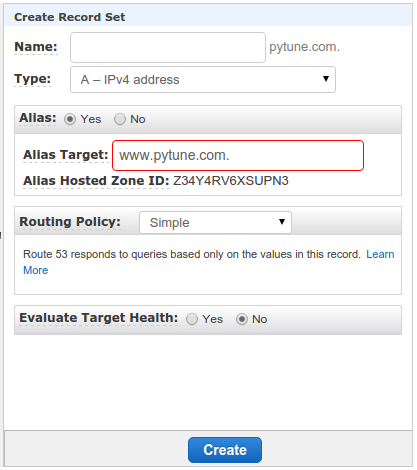 Create Record Set
Name: pytune.com.
Type: A – IPv4 address
Alias: Yes No
Alias Target: www.pytune.com.
Alias Hosted Zone ID: Z34Y4RV6XSUPN3
Routing Policy: Simple
Route 53 responds to queries based only on the values in this record. Learn
More
Evaluate Target Health: Yes No
Create